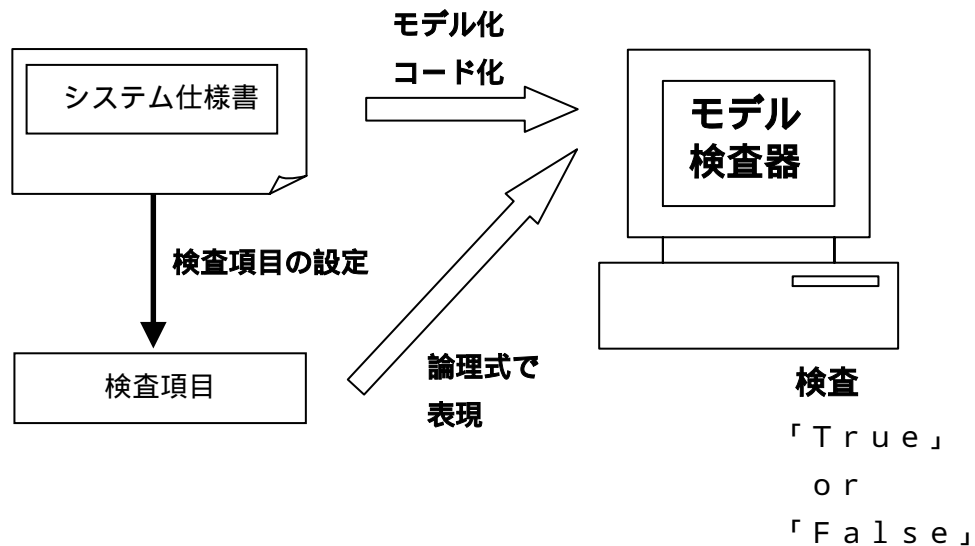 モデル化
コード化
システム仕様書
モデル
検査器
検査項目の設定
検査項目
論理式で
表現
検査
「True」
or
「False」